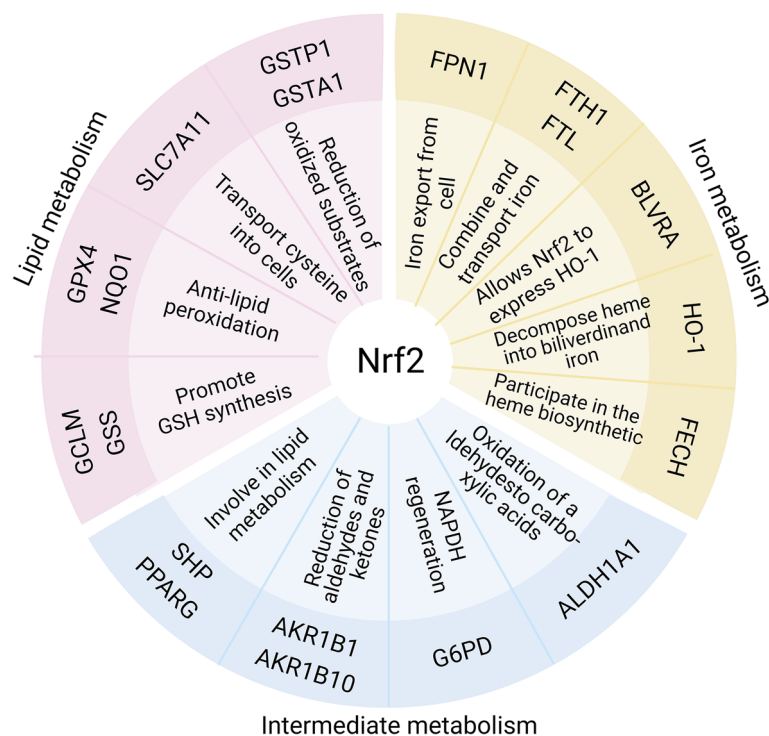 Nrf2
Iron metabolism
FPN1
Iron export from
cell
FTH1
FTL
Combine and
transport iron
BLVRA
Allows Nrf2 to
express HO-1
HO-1
Decompose heme
into biliverdinand
iron
FECH
Participate in the
heme biosynthetic
Intermediate metabolism
ALDH1A1
Oxidation of a
ldehydesto carbo-
xylic acids
G6PD
NAPDH
regeneration
AKR1B1
AKR1B10
Reduction of
aldehydes and
ketones
SHP
PPARG
Involve in lipid
metabolism
Lipid metabolism
GCLM
GSS
Promote
GSH synthesis
GPX4
NQO1
Anti-lipid
peroxidation
SLC7A11
Transport cysteine
into cells
GSTP1
GSTA1
Reduction of
oxidized substrates